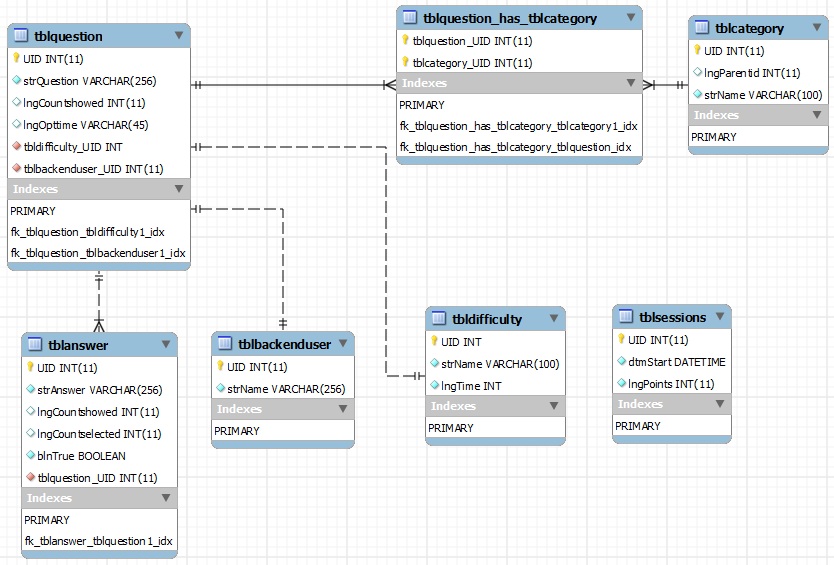 tblquestion
UID INT(11)
strQuestion VARCHAR(256)
lngCountshowed INT(11)
lngOpttime VARCHAR(45)
tbldifficulty_UID INT
tblbackenduser_UID INT(11)
Indexes
PRIMARY
fk_tblquestion_tbldifficulty1_idx
fk_tblquestion_tblbackenduser1_idx
tblquestion_has_tblcategory
tblquestion_UID INT(11)
tblcategory_UID INT(11)
Indexes
PRIMARY
fk_tblquestion_has_tblcategory_tblcategory1_idx
fk_tblquestion_has_tblcategory_tblquestion_idx
tblcategory
UID INT(11)
lngParentid INT(11)
strName VARCHAR(100)
Indexes
PRIMARY
tblanswer
UID INT(11)
strAnswer VARCHAR(256)
lngCountshowed INT(11)
lngCountselected INT(11)
blnTrue BOOLEAN
tblquestion_UID INT(11)
Indexes
PRIMARY
fk_tblanswer_tblquestion1_idx
tblbackenduser
UID INT(11)
strName VARCHAR(256)
Indexes
PRIMARY
tbldifficulty
UID INT
strName VARCHAR(100)
lngTime INT
Indexes
PRIMARY
tblsessions
UID INT(11)
dtmStart DATETIME
lngPoints INT(11)
Indexes
PRIMARY